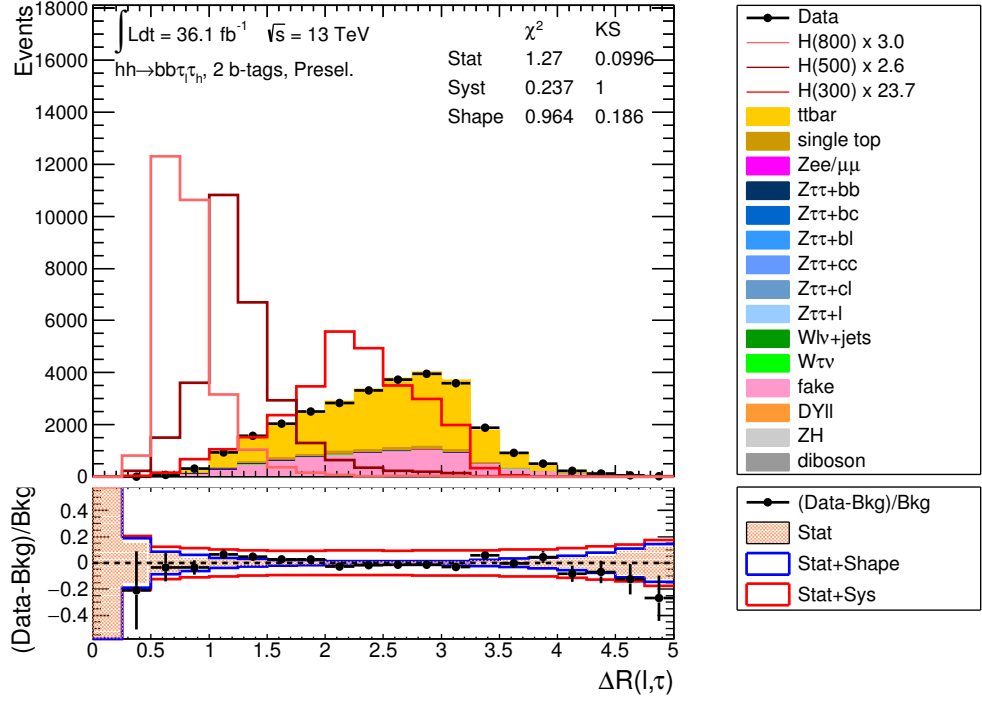 ∫Ldt = 36.1 fb⁻¹ √s = 13 TeV
hh→bbτₗτₕ, 2 b-tags, Presel.
χ² KS
Stat 1.27 0.0996
Syst 0.237 1
Shape 0.964 0.186
Events
18000
16000
14000
12000
10000
8000
6000
4000
2000
0
Data
H(800) x 3.0
H(500) x 2.6
H(300) x 23.7
ttbar
single top
Zee/μμ
Zττ+bb
Zττ+bc
Zττ+bl
Zττ+cc
Zττ+cl
Zττ+l
Wlν+jets
Wτν
fake
DYll
ZH
diboson
(Data-Bkg)/Bkg
0.4
0.2
0
−0.2
−0.4
0 0.5 1 1.5 2 2.5 3 3.5 4 4.5 5
ΔR(l,τ)
(Data-Bkg)/Bkg
Stat
Stat+Shape
Stat+Sys